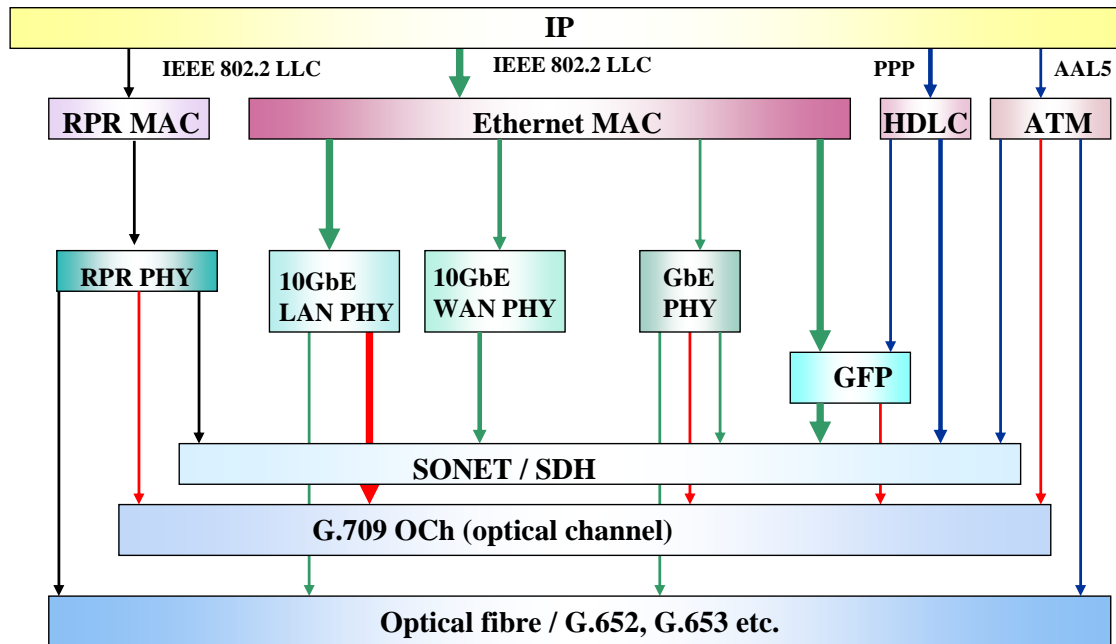 IP
IEEE 802.2 LLC
IEEE 802.2 LLC
PPP
AAL5
RPR MAC
Ethernet MAC
HDLC
ATM
RPR PHY
10GbE
LAN PHY
10GbE
WAN PHY
GbE
PHY
GFP
SONET / SDH
G.709 OCh (optical channel)
Optical fibre / G.652, G.653 etc.